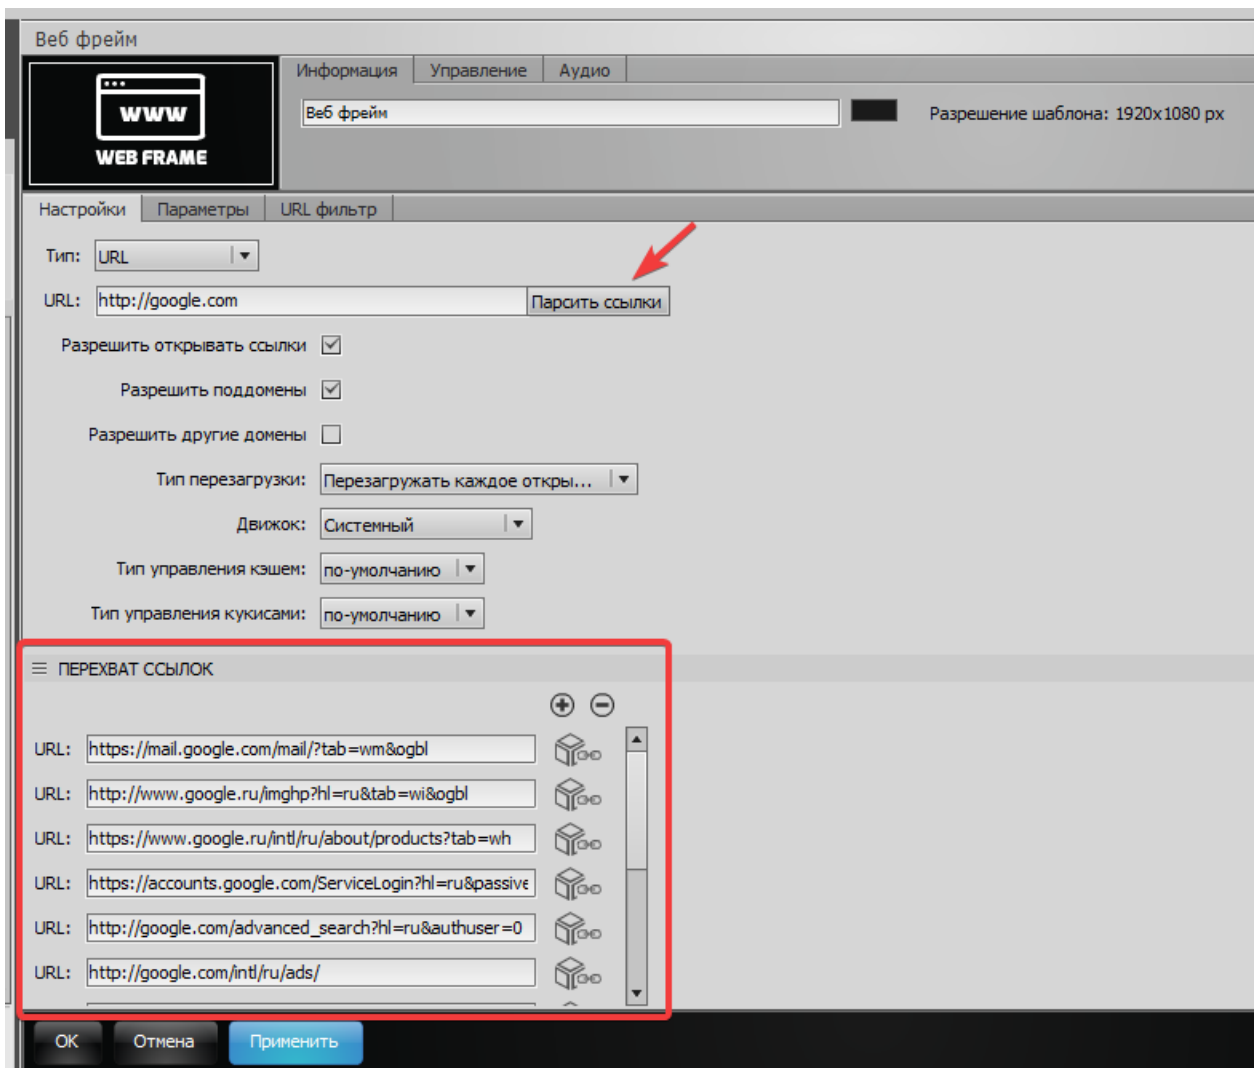 Веб фрейм
WWW
WEB FRAME
Информация Управление Аудио
Веб фрейм Разрешение шаблона: 1920x1080 px
Настройки Параметры URL фильтр
Тип: URL
URL: http://google.com Парсить ссылки
Разрешить открывать ссылки
Разрешить поддомены
Разрешить другие домены
Тип перезагрузки: Перезагружать каждое откры...
Движок: Системный
Тип управления кэшем: по-умолчанию
Тип управления кукисами: по-умолчанию
ПЕРЕХВАТ ССЫЛОК
URL: https://mail.google.com/mail/?tab=wm&ogbl
URL: http://www.google.ru/imghp?hl=ru&tab=wi&ogbl
URL: https://www.google.ru/intl/ru/about/products?tab=wh
URL: https://accounts.google.com/ServiceLogin?hl=ru&passive
URL: http://google.com/advanced_search?hl=ru&authuser=0
URL: http://google.com/intl/ru/ads/
OK Отмена Применить